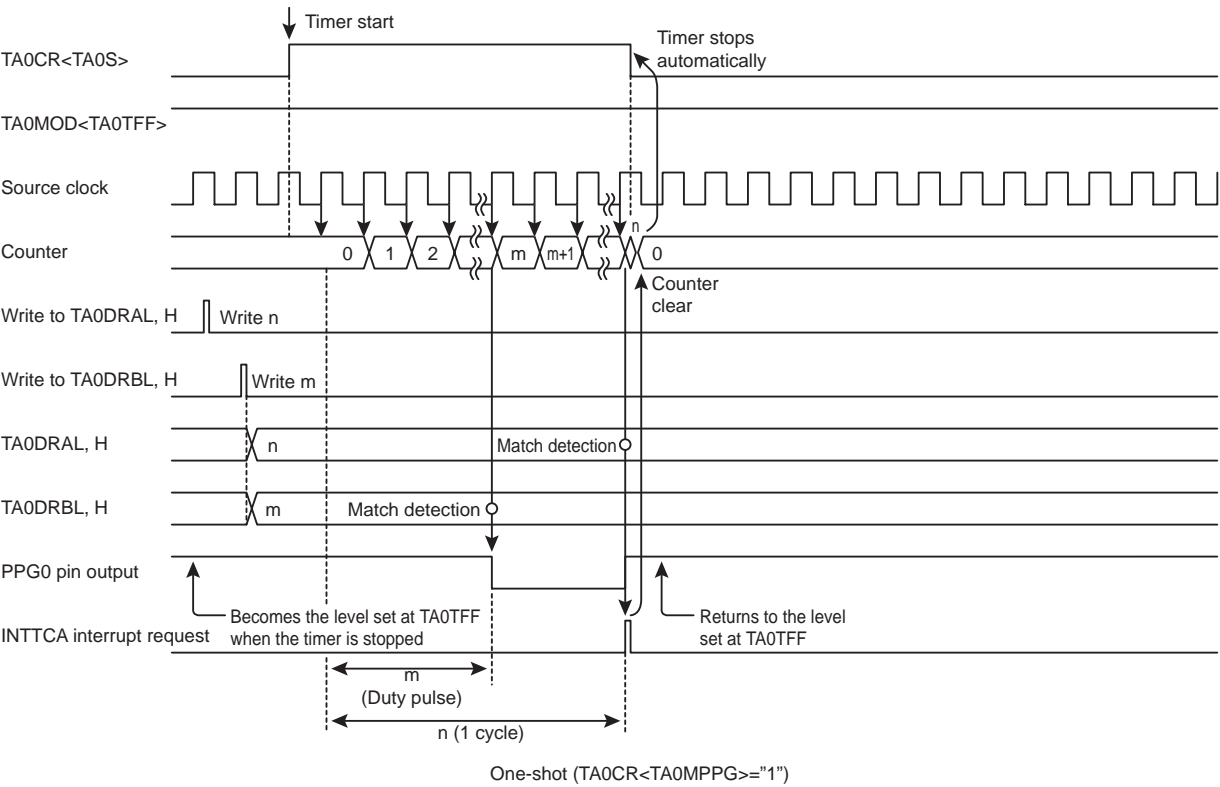 Timer start
TA0CR<TA0S>
Timer stops
automatically
TA0MOD<TA0TFF>
Source clock
Counter
0 1 2 m m+1 n 0
Counter
clear
Write to TA0DRAL, H
Write n
Write to TA0DRBL, H
Write m
TA0DRAL, H
n
Match detection
TA0DRBL, H
m
Match detection
PPG0 pin output
Becomes the level set at TA0TFF
when the timer is stopped
Returns to the level
set at TA0TFF
INTTCA interrupt request
m
(Duty pulse)
n (1 cycle)
One-shot (TA0CR<TA0MPPG>=”1”)